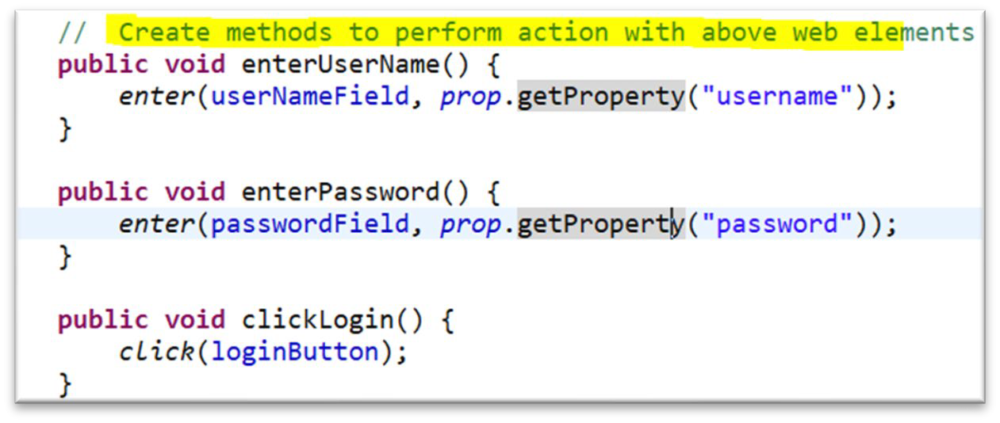 //  Create methods to perform action with above web elements
public void enterUserName() {
    enter(userNameField, prop.getProperty("username"));
}

public void enterPassword() {
    enter(passwordField, prop.getProperty("password"));
}

public void clickLogin() {
    click(loginButton);
}